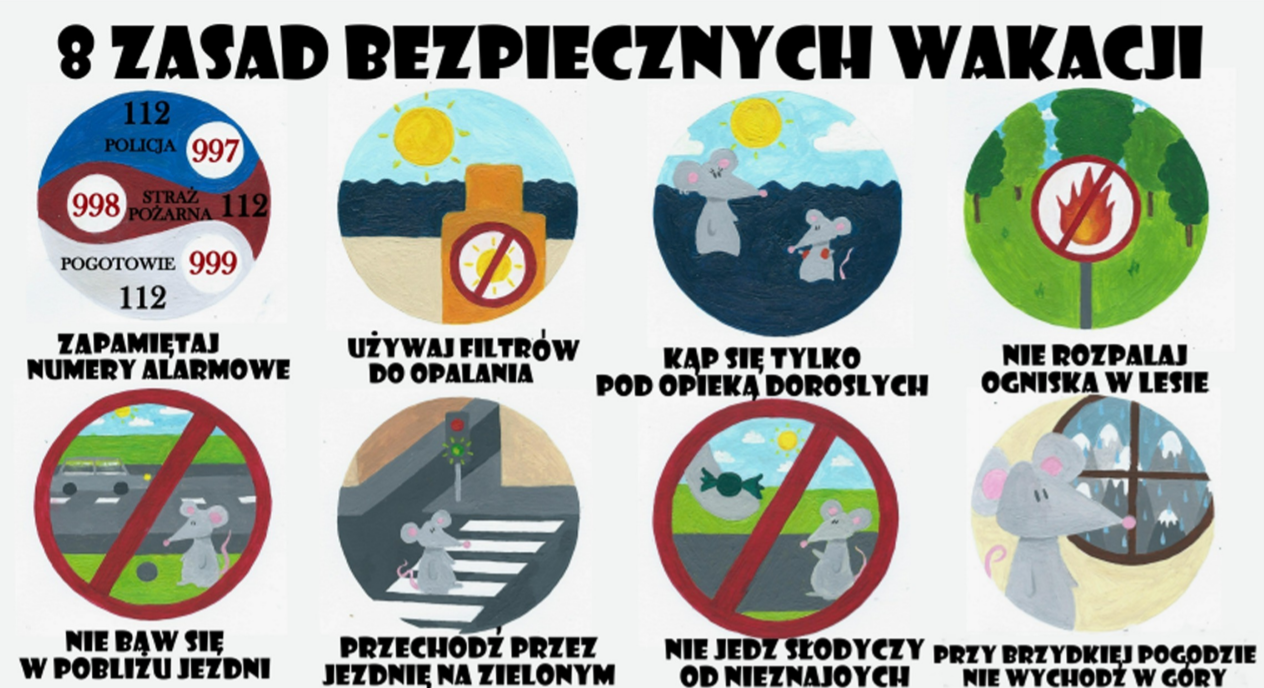 8 ZASAD BEZPIECZNYCH WAKACJI
112
POLICJA 997
998 STRAŻ POŻARNA 112
POGOTOWIE 999
112
ZAPAMIĘTAJ
NUMERY ALARMOWE
UŻYWAJ FILTRÓW
DO OPALANIA
KĄP SIĘ TYLKO
POD OPIEKĄ DOROSLYCH
NIE ROZPALAJ
OGNISKA W LESIE
NIE BAW SIĘ
W POBLIŻU JEZDNI
PRZECHODŹ PRZEZ
JEZDNIĘ NA ZIELONYM
NIE JEDZ SŁODYCZY
OD NIEZNAJOYCH
PRZY BRZYDKIEJ POGODZIE
NIE WYCHODŹ W GÓRY